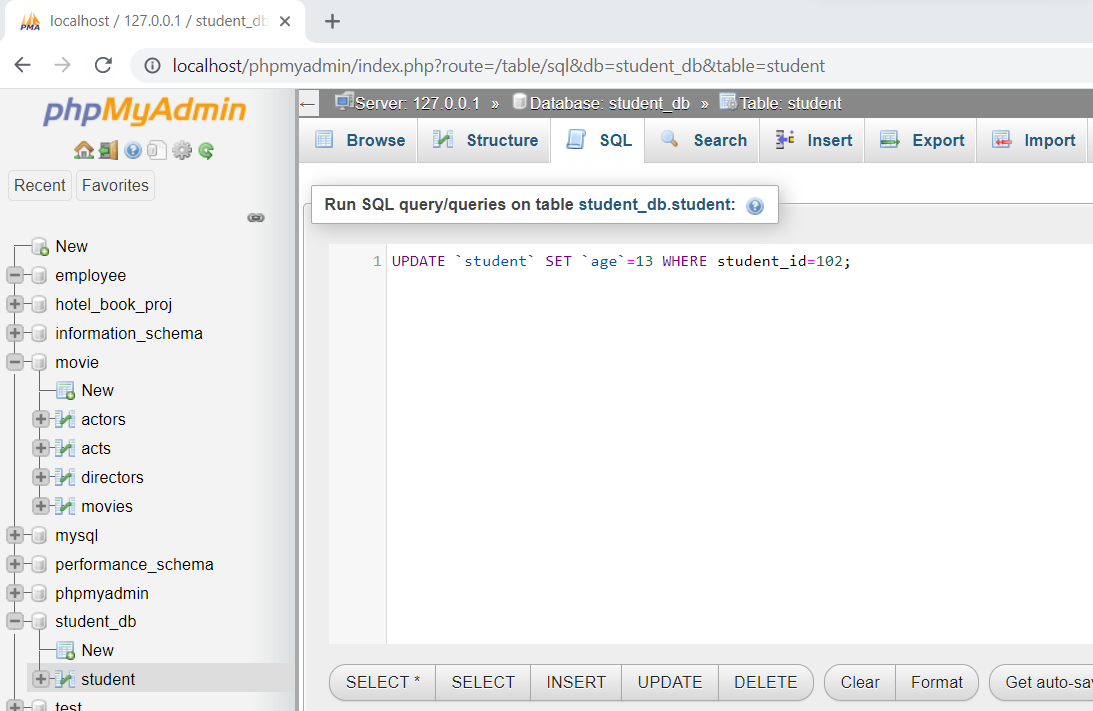 PMA localhost / 127.0.0.1 / student_db
localhost/phpmyadmin/index.php?route=/table/sql&db=student_db&table=student
phpMyAdmin
Recent Favorites
New
employee
hotel_book_proj
information_schema
movie
New
actors
acts
directors
movies
mysql
performance_schema
phpmyadmin
student_db
New
student
test
Server: 127.0.0.1 » Database: student_db » Table: student
Browse Structure SQL Search Insert Export Import
Run SQL query/queries on table student_db.student:
1 UPDATE `student` SET `age`=13 WHERE student_id=102;
SELECT * SELECT INSERT UPDATE DELETE Clear Format Get auto-sa